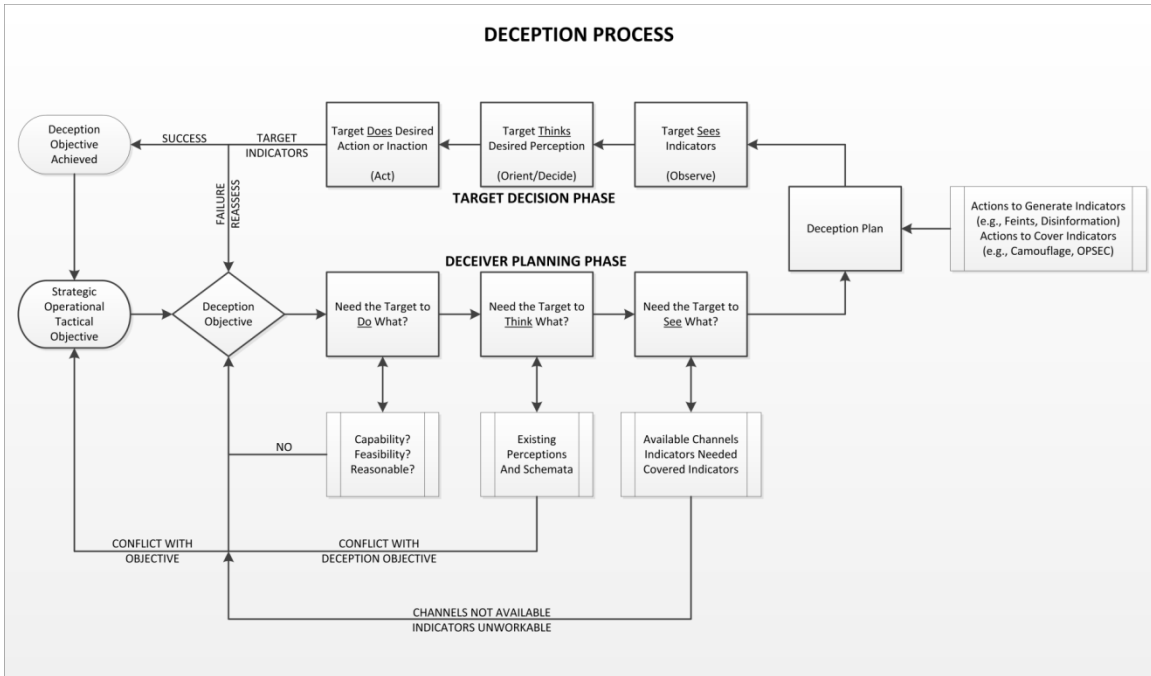 DECEPTION PROCESS
Deception
Objective
Achieved
SUCCESS
TARGET
INDICATORS
Target Does Desired
Action or Inaction
(Act)
Target Thinks
Desired Perception
(Orient/Decide)
Target Sees
Indicators
(Observe)
TARGET DECISION PHASE
FAILURE
REASSESS
Deception Plan
Actions to Generate Indicators
(e.g., Feints, Disinformation)
Actions to Cover Indicators
(e.g., Camouflage, OPSEC)
DECEIVER PLANNING PHASE
Strategic
Operational
Tactical
Objective
Deception
Objective
Need the Target to
Do What?
Need the Target to
Think What?
Need the Target to
See What?
NO
Capability?
Feasibility?
Reasonable?
Existing
Perceptions
And Schemata
Available Channels
Indicators Needed
Covered Indicators
CONFLICT WITH
OBJECTIVE
CONFLICT WITH
DECEPTION OBJECTIVE
CHANNELS NOT AVAILABLE
INDICATORS UNWORKABLE